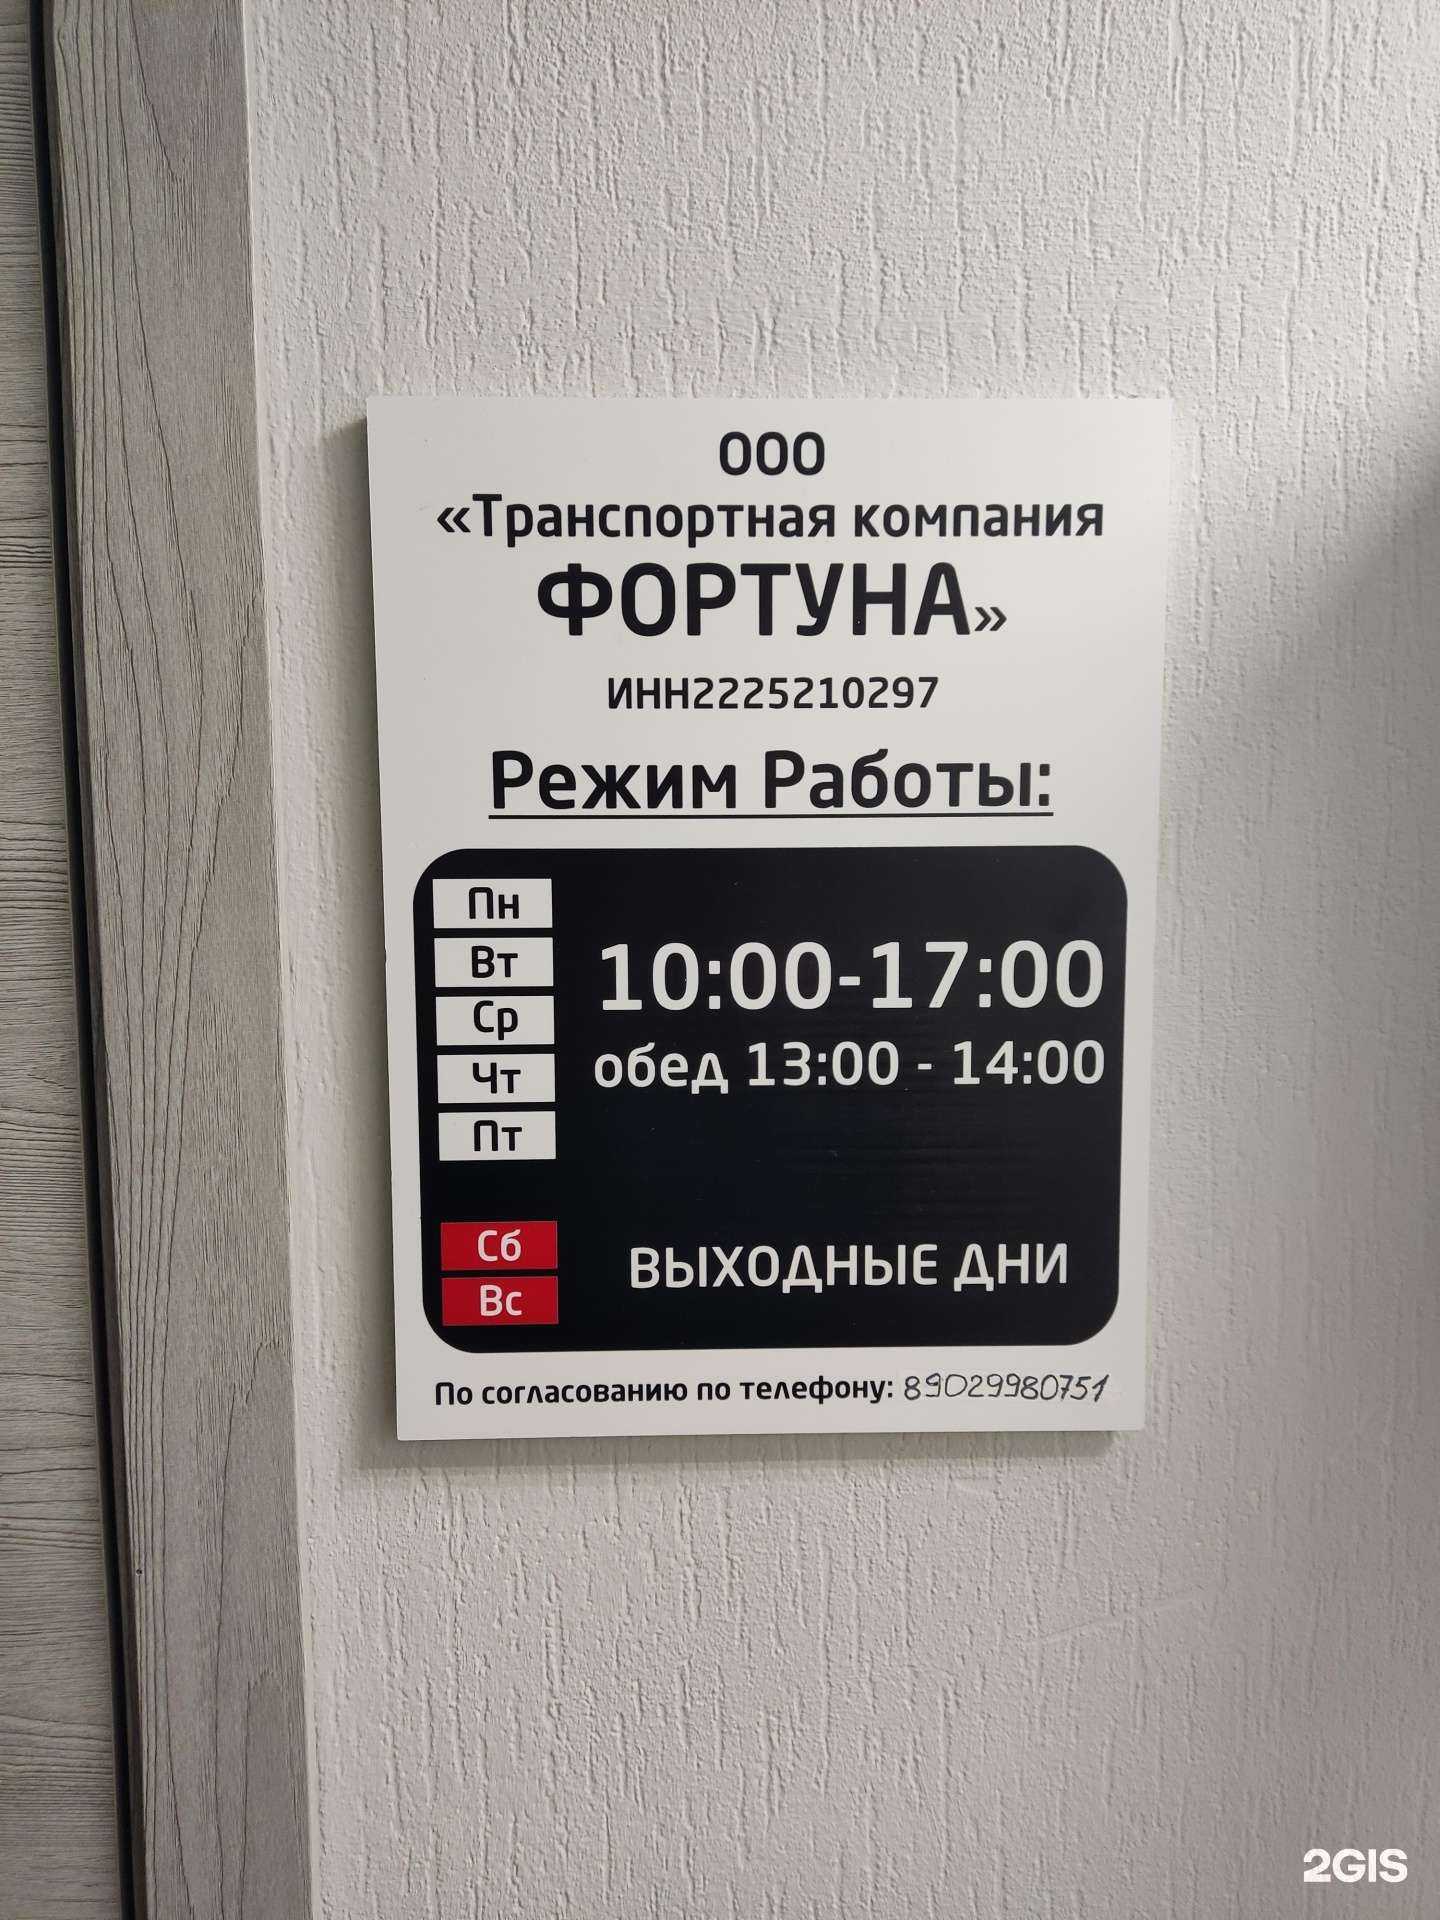 ООО
«Транспортная компания
ФОРТУНА»
ИНН2225210297
Режим Работы:
Пн
Вт
Ср
Чт
Пт
10:00-17:00
обед 13:00 - 14:00
Сб
Вс
ВЫХОДНЫЕ ДНИ
По согласованию по телефону: 89029980751
2GIS